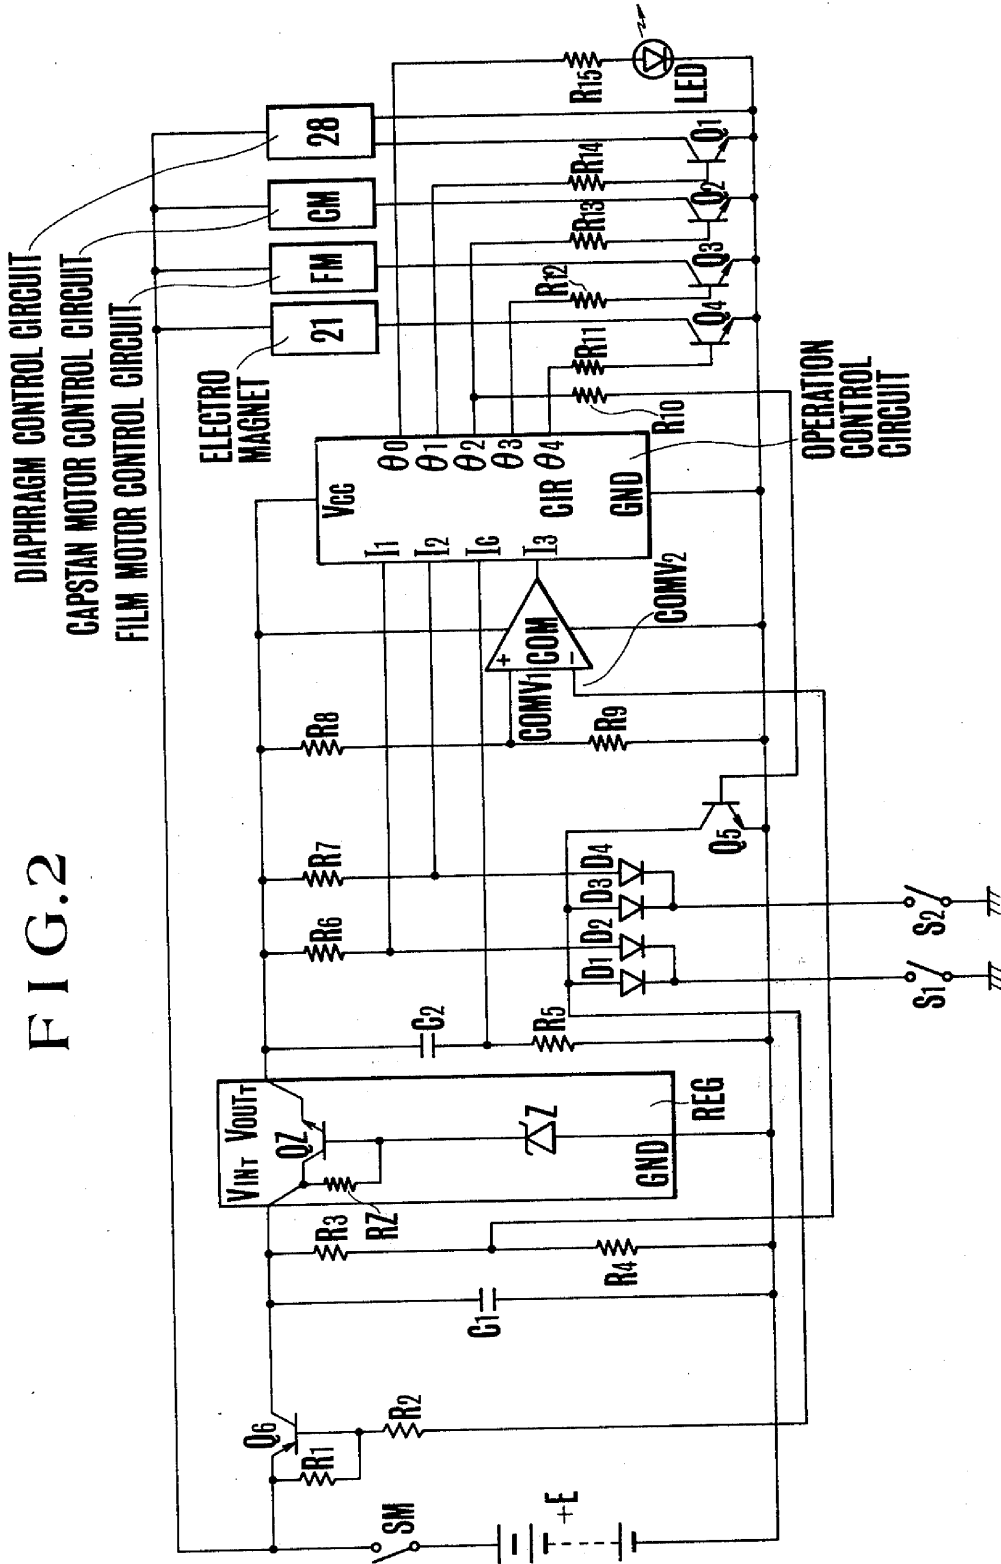 FIG.2
DIAPHRAGM CONTROL CIRCUIT
CAPSTAN MOTOR CONTROL CIRCUIT
FILM MOTOR CONTROL CIRCUIT
ELECTRO
MAGNET
21
FM
CM
28
SM
+E
Q6
R1
R2
C1
R3
R4
VINT
VOUTT
QZ
RZ
Z
GND
REG
C2
R5
R6
R7
R8
R9
D1
D2
D3
D4
S1
S2
Q5
COMV1
COMV2
+
COM
−
VCC
I1
I2
IC
I3
θ0
θ1
θ2
θ3
θ4
CIR
GND
OPERATION
CONTROL
CIRCUIT
R10
R11
R12
R13
R14
R15
Q4
Q3
Q2
Q1
LED